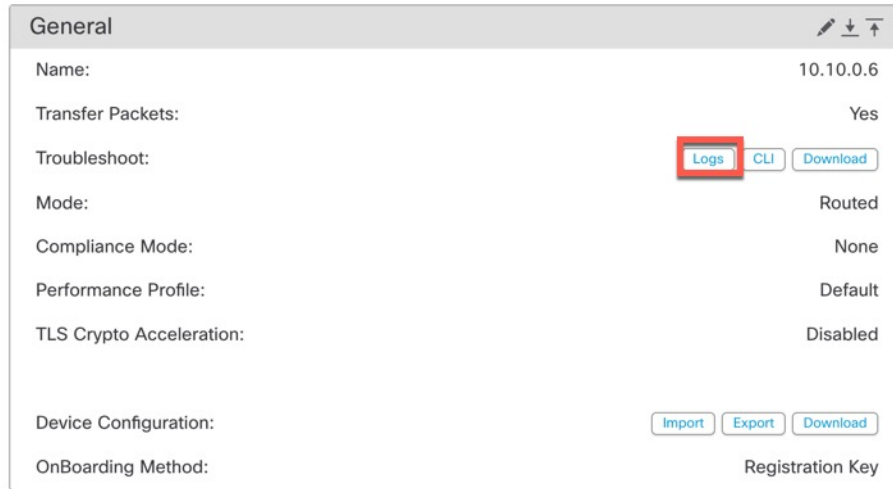 General
Name: 10.10.0.6
Transfer Packets: Yes
Troubleshoot: Logs CLI Download
Mode: Routed
Compliance Mode: None
Performance Profile: Default
TLS Crypto Acceleration: Disabled
Device Configuration: Import Export Download
OnBoarding Method: Registration Key